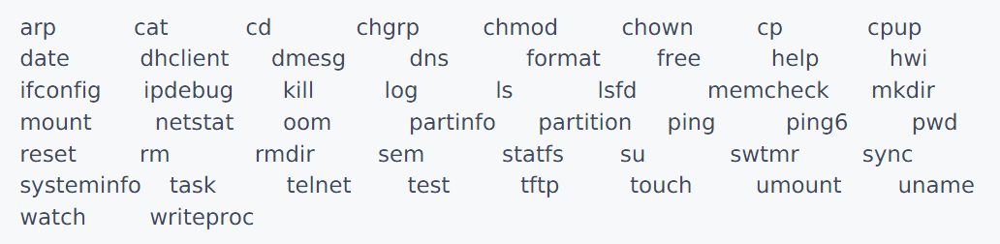 arp cat cd chgrp chmod chown cp cpup
date dhclient dmesg dns format free help hwi
ifconfig ipdebug kill log ls lsfd memcheck mkdir
mount netstat oom partinfo partition ping ping6 pwd
reset rm rmdir sem statfs su swtmr sync
systeminfo task telnet test tftp touch umount uname
watch writeproc